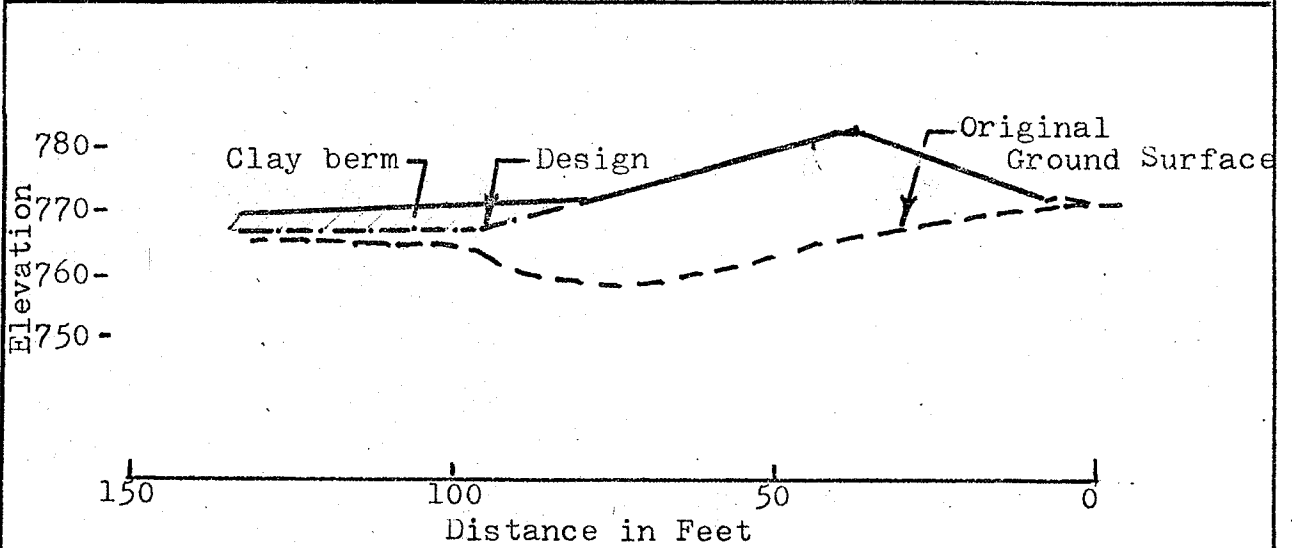 Original
Ground Surface
780-
Clay berm
Design
770-
760-
750-
Elevation
150 100 50 0
Distance in Feet